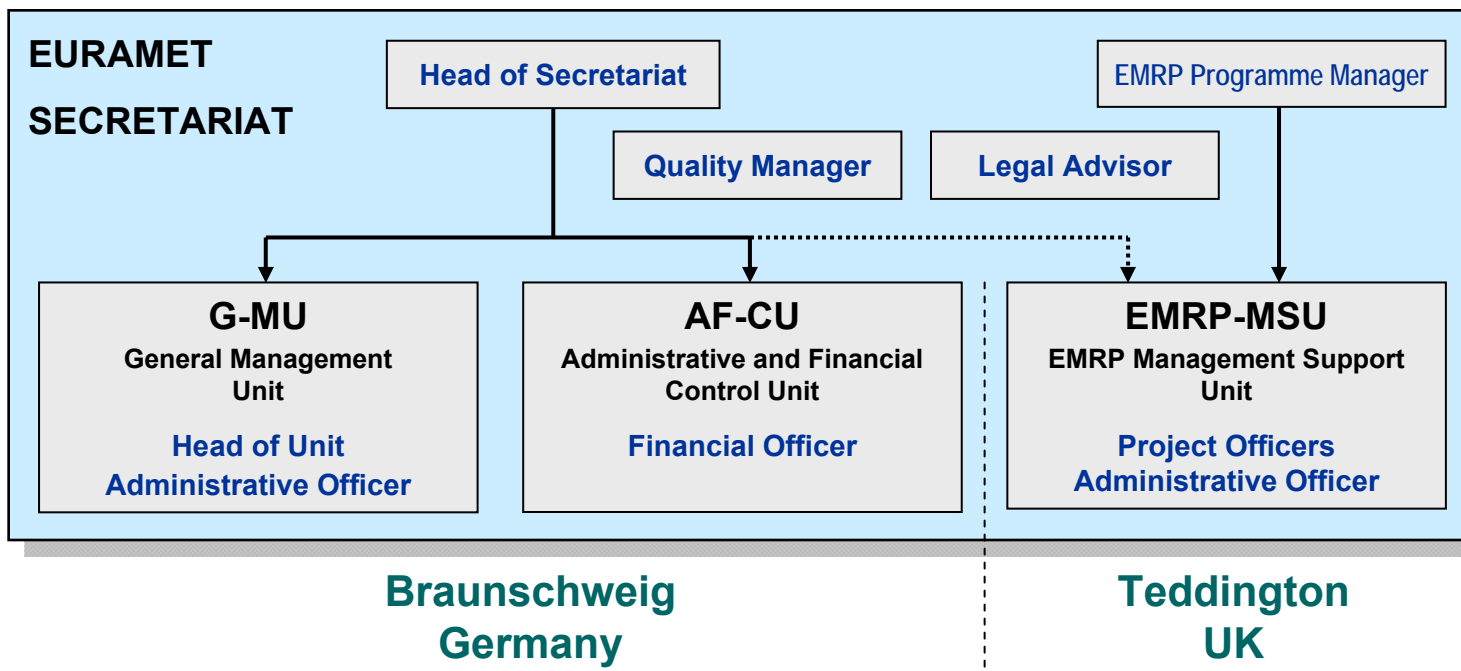 EURAMET
SECRETARIAT
Head of Secretariat
EMRP Programme Manager
Quality Manager
Legal Advisor
G-MU
General Management
Unit
Head of Unit
Administrative Officer
AF-CU
Administrative and Financial
Control Unit
Financial Officer
EMRP-MSU
EMRP Management Support
Unit
Project Officers
Administrative Officer
Braunschweig
Germany
Teddington
UK